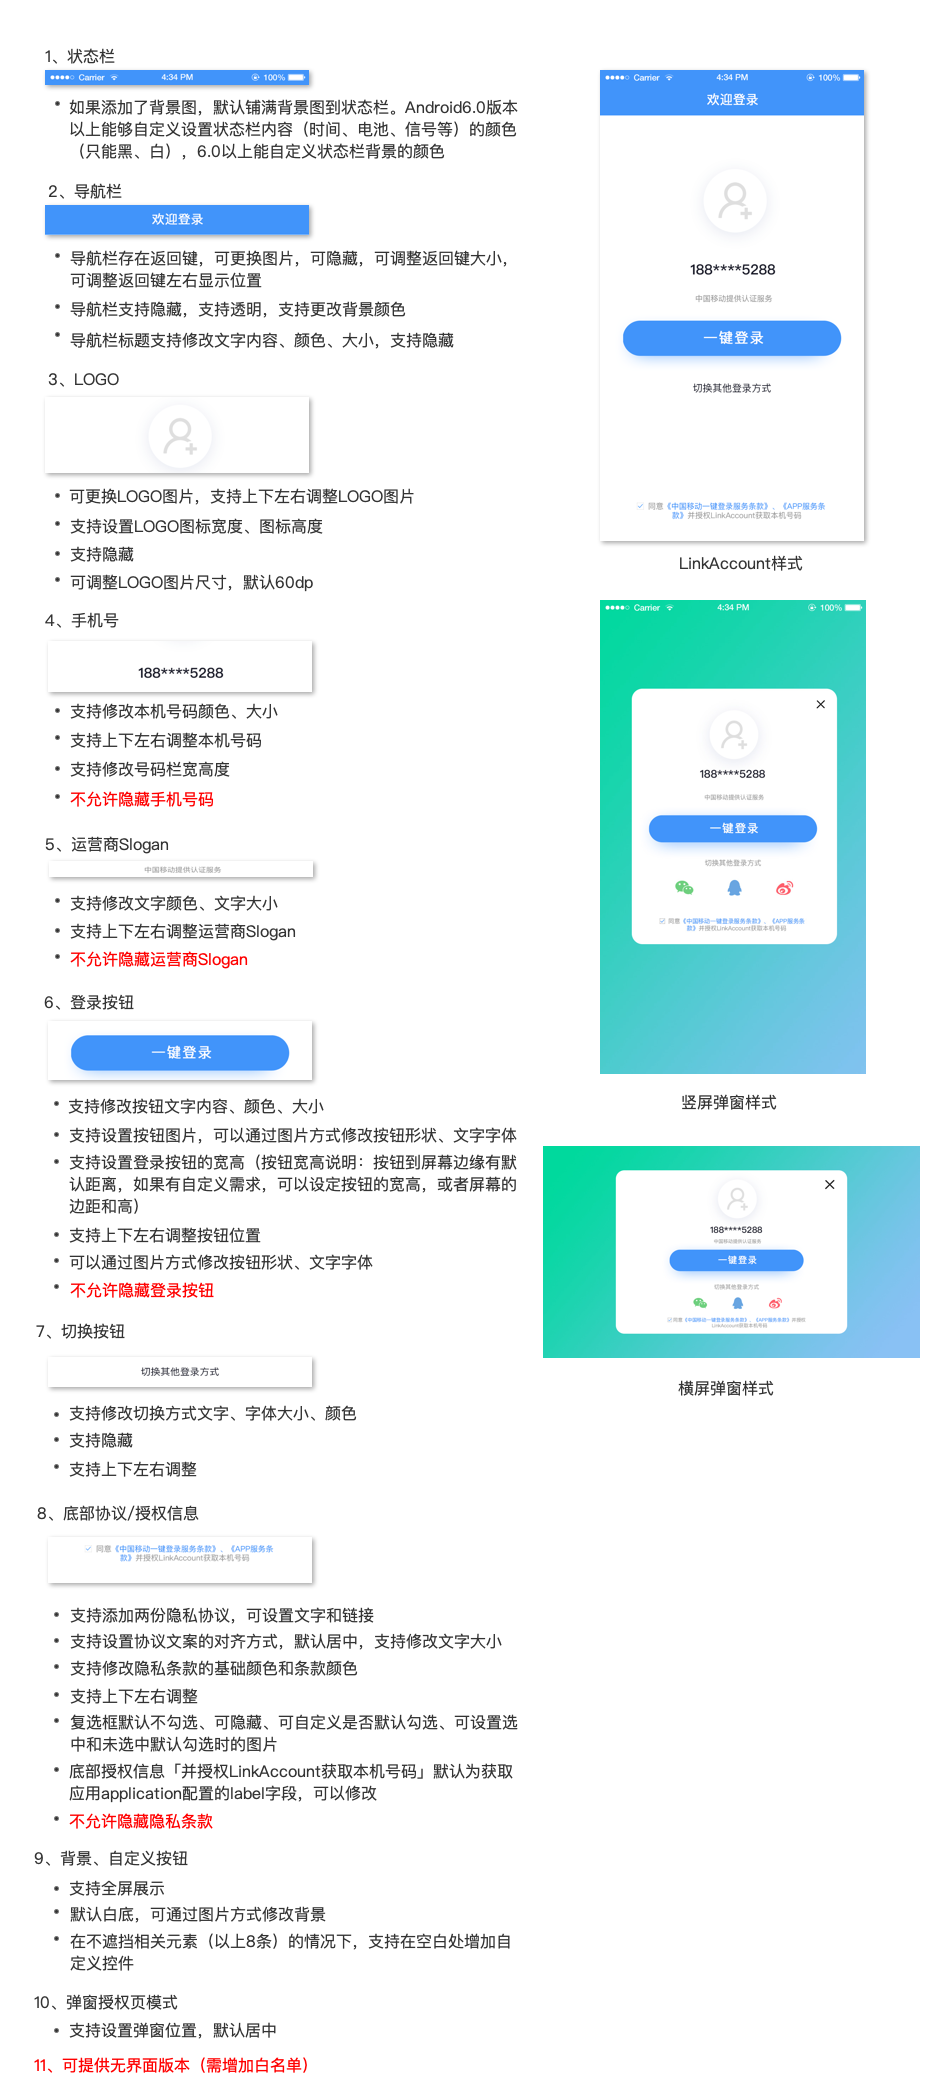 1、状态栏
Carrier 4:34 PM 100%
如果添加了背景图，默认铺满背景图到状态栏。Android6.0版本
以上能够自定义设置状态栏内容（时间、电池、信号等）的颜色
（只能黑、白），6.0以上能自定义状态栏背景的颜色
2、导航栏
欢迎登录
导航栏存在返回键，可更换图片，可隐藏，可调整返回键大小，
可调整返回键左右显示位置
导航栏支持隐藏，支持透明，支持更改背景颜色
导航栏标题支持修改文字内容、颜色、大小，支持隐藏
3、LOGO
可更换LOGO图片，支持上下左右调整LOGO图片
支持设置LOGO图标宽度、图标高度
支持隐藏
可调整LOGO图片尺寸，默认60dp
4、手机号
188****5288
支持修改本机号码颜色、大小
支持上下左右调整本机号码
支持修改号码栏宽高度
不允许隐藏手机号码
5、运营商Slogan
中国移动提供认证服务
支持修改文字颜色、文字大小
支持上下左右调整运营商Slogan
不允许隐藏运营商Slogan
6、登录按钮
一键登录
支持修改按钮文字内容、颜色、大小
支持设置按钮图片，可以通过图片方式修改按钮形状、文字字体
支持设置登录按钮的宽高（按钮宽高说明：按钮到屏幕边缘有默
认距离，如果有自定义需求，可以设定按钮的宽高，或者屏幕的
边距和高）
支持上下左右调整按钮位置
可以通过图片方式修改按钮形状、文字字体
不允许隐藏登录按钮
7、切换按钮
切换其他登录方式
支持修改切换方式文字、字体大小、颜色
支持隐藏
支持上下左右调整
8、底部协议/授权信息
同意《中国移动一键登录服务条款》、《APP服务条
款》并授权LinkAccount获取本机号码
支持添加两份隐私协议，可设置文字和链接
支持设置协议文案的对齐方式，默认居中，支持修改文字大小
支持修改隐私条款的基础颜色和条款颜色
支持上下左右调整
复选框默认不勾选、可隐藏、可自定义是否默认勾选、可设置选
中和未选中默认勾选时的图片
底部授权信息「并授权LinkAccount获取本机号码」默认为获取
应用application配置的label字段，可以修改
不允许隐藏隐私条款
9、背景、自定义按钮
支持全屏展示
默认白底，可通过图片方式修改背景
在不遮挡相关元素（以上8条）的情况下，支持在空白处增加自
定义控件
10、弹窗授权页模式
支持设置弹窗位置，默认居中
11、可提供无界面版本（需增加白名单）
Carrier 4:34 PM 100%
欢迎登录
188****5288
中国移动提供认证服务
一键登录
切换其他登录方式
同意《中国移动一键登录服务条款》、《APP服务条
款》并授权LinkAccount获取本机号码
LinkAccount样式
Carrier 4:34 PM 100%
188****5288
中国移动提供认证服务
一键登录
切换其他登录方式
同意《中国移动一键登录服务条款》、《APP服务条
款》并授权LinkAccount获取本机号码
竖屏弹窗样式
188****5288
中国移动提供认证服务
一键登录
切换其他登录方式
同意《中国移动一键登录服务条款》、《APP服务条款》并授权
LinkAccount获取本机号码
横屏弹窗样式